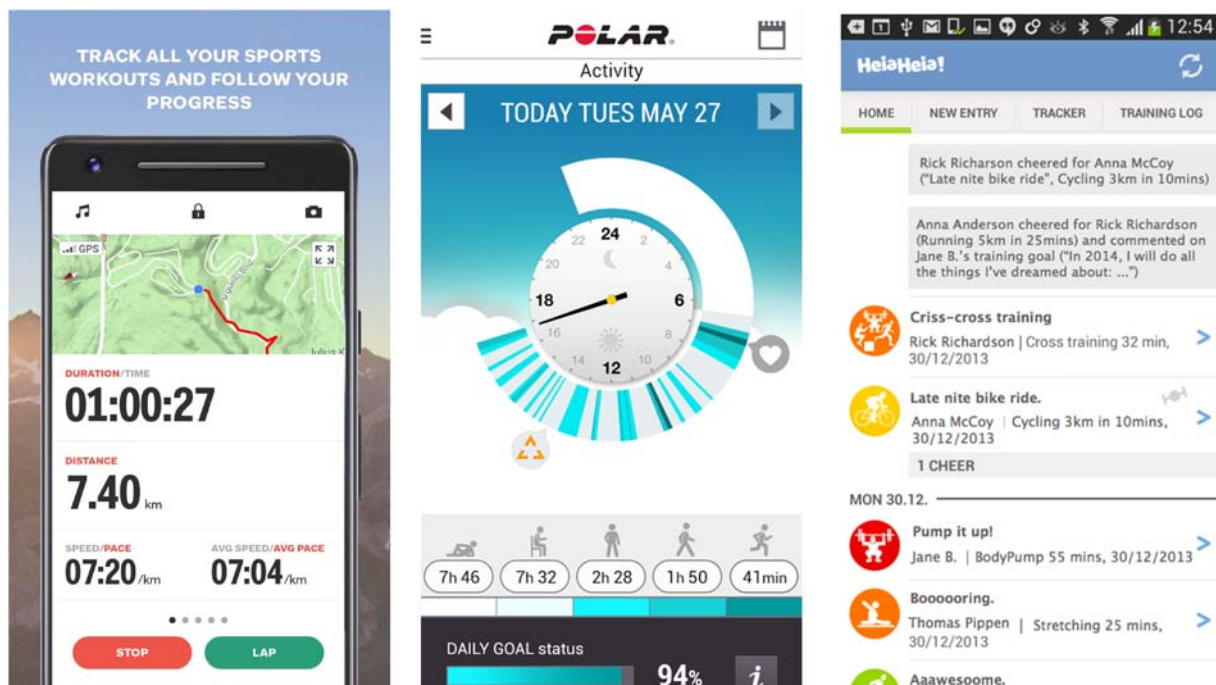 TRACK ALL YOUR SPORTS
WORKOUTS AND FOLLOW YOUR
PROGRESS
GPS
DURATION/TIME
01:00:27
DISTANCE
7.40 km
SPEED/PACE
AVG SPEED/AVG PACE
07:20 /km
07:04 /km
STOP
LAP
POLAR
Activity
TODAY TUES MAY 27
24
2
4
6
8
10
12
14
16
18
20
22
7h 46
7h 32
2h 28
1h 50
41min
DAILY GOAL status
94%
i
12:54
HeiaHeia!
HOME
NEW ENTRY
TRACKER
TRAINING LOG
Rick Richarson cheered for Anna McCoy
("Late nite bike ride", Cycling 3km in 10mins)
Anna Anderson cheered for Rick Richardson
(Running 5km in 25mins) and commented on
Jane B.'s training goal ("In 2014, I will do all
the things I've dreamed about: ...")
Criss-cross training
Rick Richardson | Cross training 32 min,
30/12/2013
Late nite bike ride.
Anna McCoy | Cycling 3km in 10mins,
30/12/2013
1 CHEER
MON 30.12.
Pump it up!
Jane B. | BodyPump 55 mins, 30/12/2013
Boooooring.
Thomas Pippen | Stretching 25 mins,
30/12/2013
Aaawesoome.